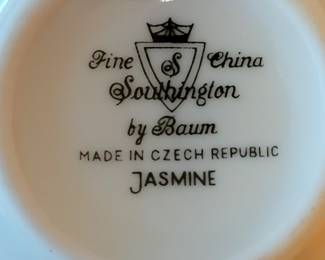 Fine S China
Southington
by Baum
MADE IN CZECH REPUBLIC
JASMINE